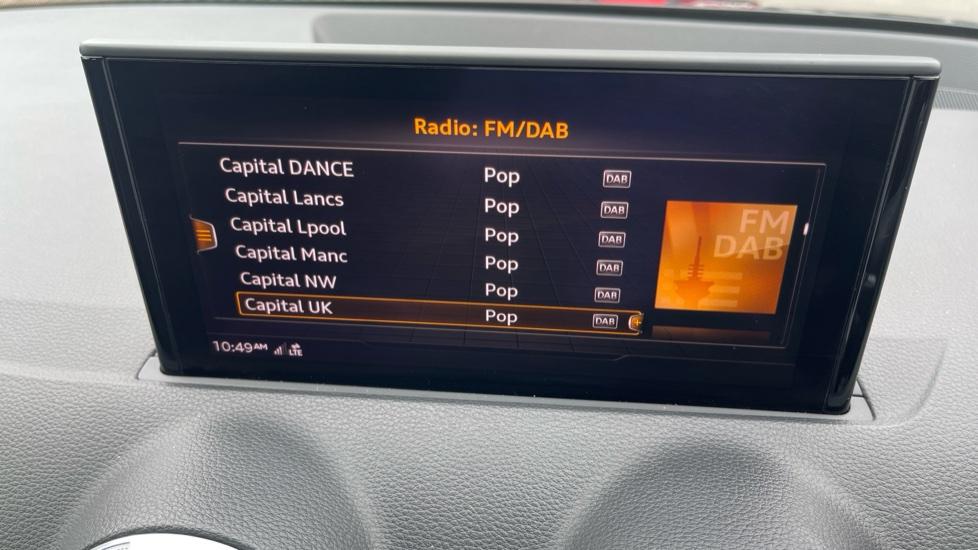 Radio: FM/DAB
Capital DANCE Pop DAB
Capital Lancs Pop DAB
Capital Lpool Pop DAB
Capital Manc Pop DAB
Capital NW Pop DAB
Capital UK Pop DAB
FM
DAB
10:49AM LTE